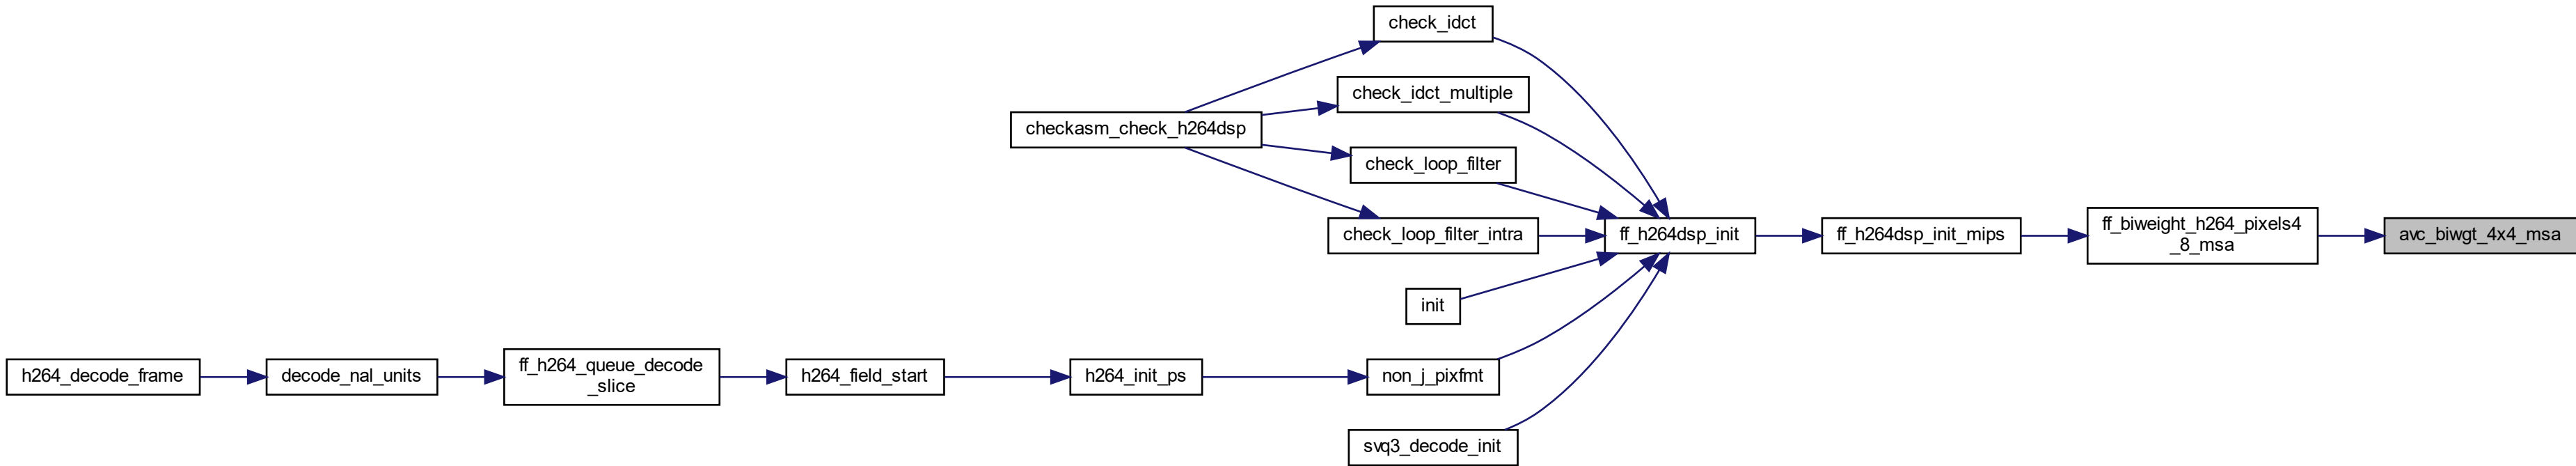 check_idct
check_idct_multiple
checkasm_check_h264dsp
check_loop_filter
check_loop_filter_intra
ff_h264dsp_init
ff_h264dsp_init_mips
ff_biweight_h264_pixels4
_8_msa
avc_biwgt_4x4_msa
init
h264_decode_frame
decode_nal_units
ff_h264_queue_decode
_slice
h264_field_start
h264_init_ps
non_j_pixfmt
svq3_decode_init